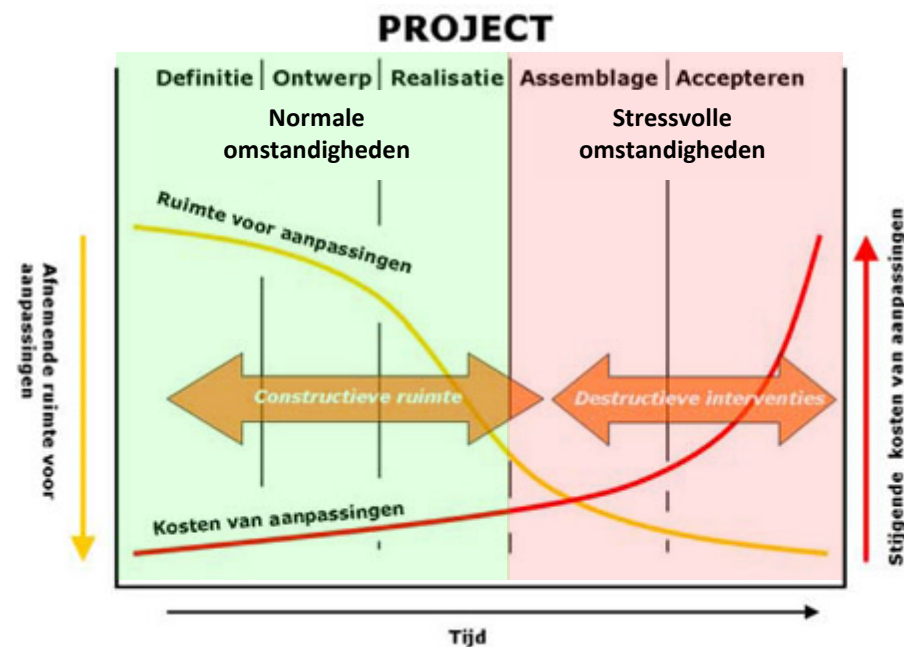 PROJECT
Definitie
Ontwerp
Realisatie
Assemblage
Accepteren
Normale
omstandigheden
Stressvolle
omstandigheden
Ruimte voor aanpassingen
Afnemende ruimte voor
aanpassingen
Constructieve ruimte
Destructieve interventies
Kosten van aanpassingen
Stijgende kosten van aanpassingen
Tijd